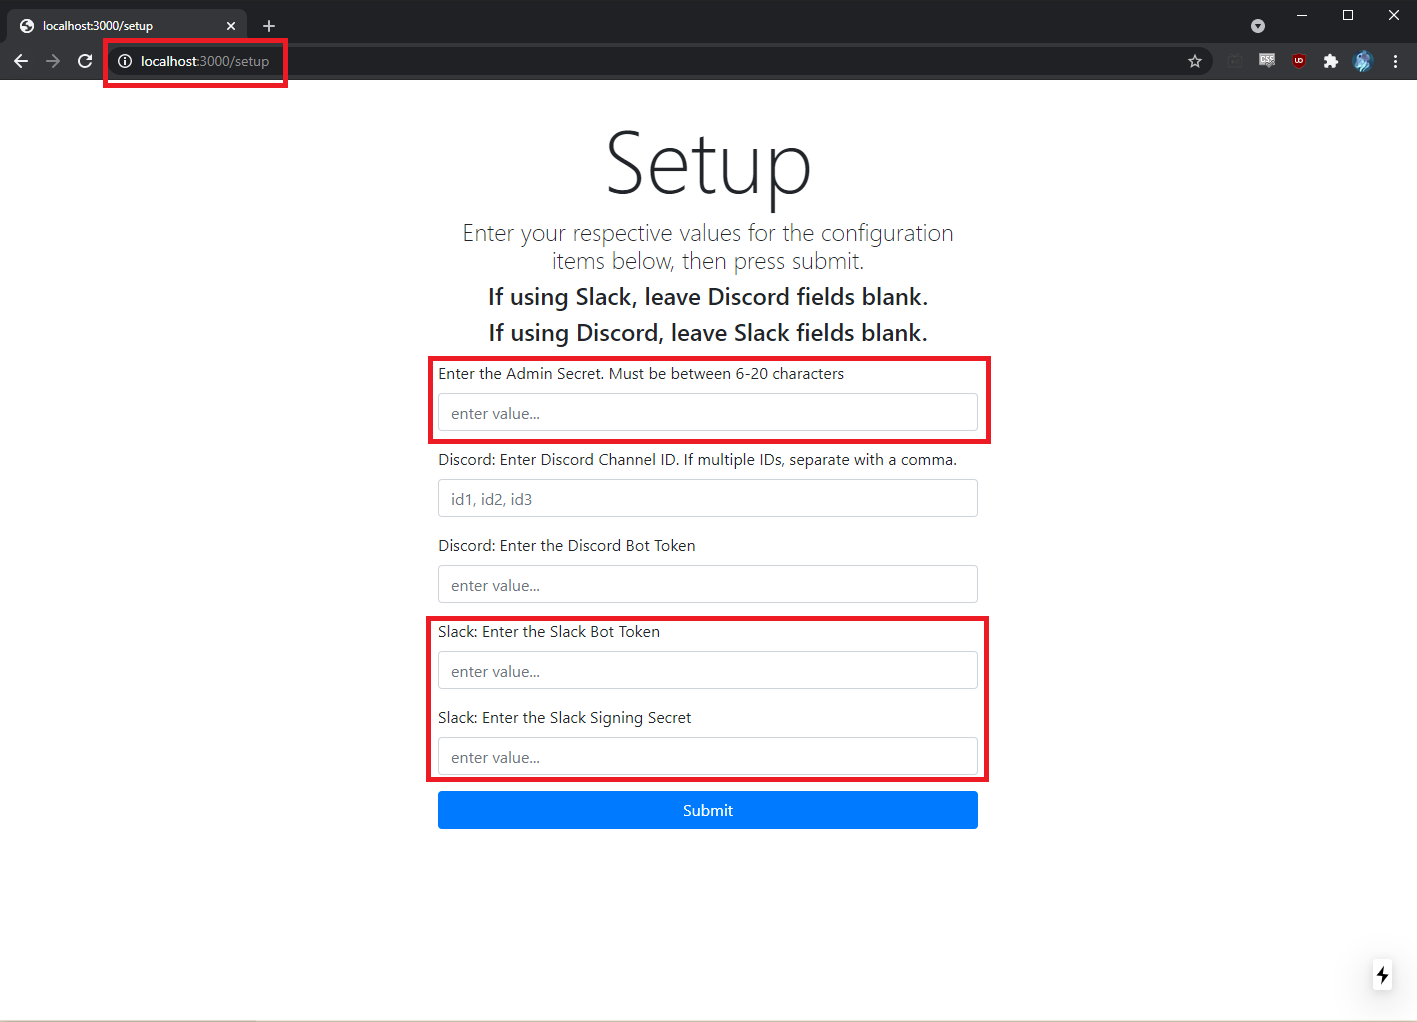 localhost:3000/setup
localhost:3000/setup
Setup
Enter your respective values for the configuration
items below, then press submit.
If using Slack, leave Discord fields blank.
If using Discord, leave Slack fields blank.
Enter the Admin Secret. Must be between 6-20 characters
enter value...
Discord: Enter Discord Channel ID. If multiple IDs, separate with a comma.
id1, id2, id3
Discord: Enter the Discord Bot Token
enter value...
Slack: Enter the Slack Bot Token
enter value...
Slack: Enter the Slack Signing Secret
enter value...
Submit